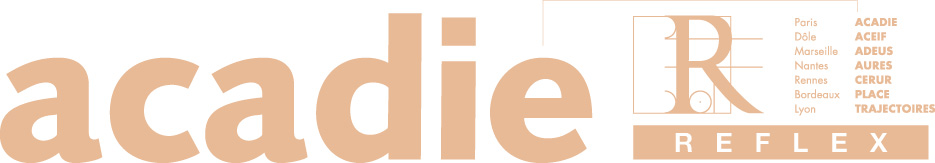 acadie
R
Paris ACADIE
Dôle ACEIF
Marseille ADEUS
Nantes AURES
Rennes CERUR
Bordeaux PLACE
Lyon TRAJECTOIRES
REFLEX